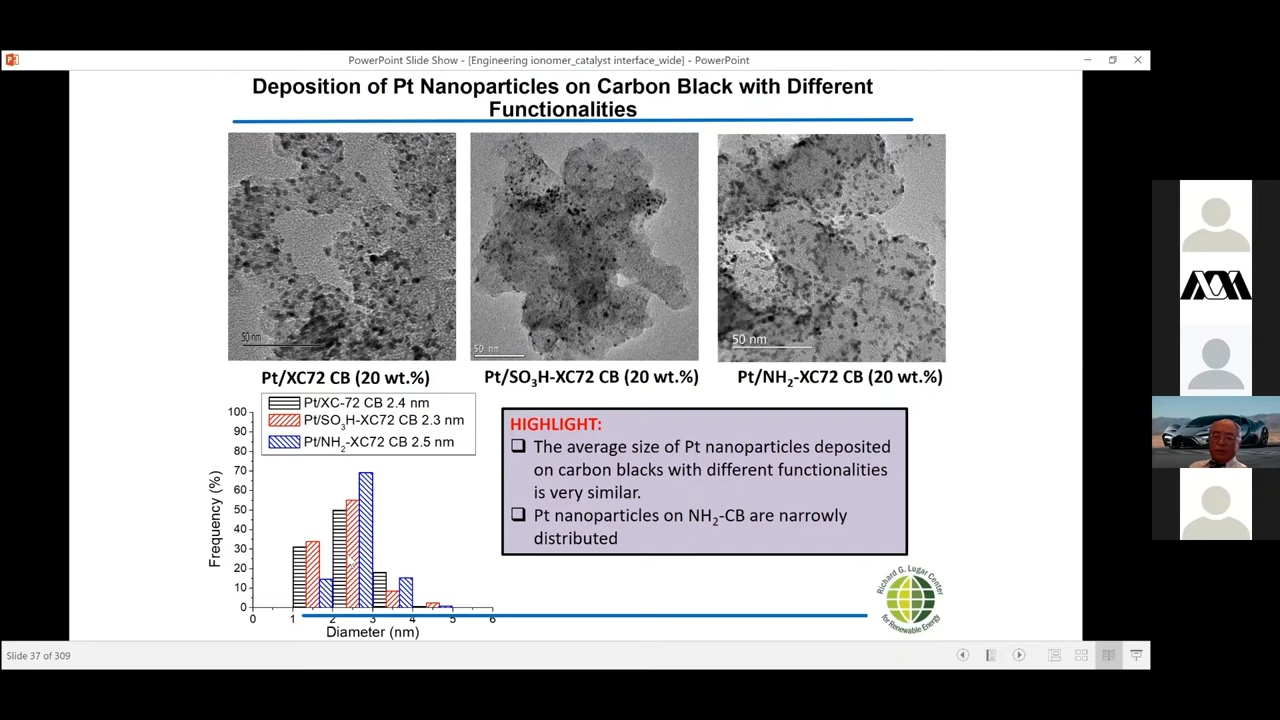 PowerPoint Slide Show - [Engineering ionomer_catalyst interface_wide] - PowerPoint
Deposition of Pt Nanoparticles on Carbon Black with Different
Functionalities
50 nm
50 nm
50 nm
Pt/XC72 CB (20 wt.%)
Pt/SO3H-XC72 CB (20 wt.%)
Pt/NH2-XC72 CB (20 wt.%)
Pt/XC-72 CB 2.4 nm
Pt/SO3H-XC72 CB 2.3 nm
Pt/NH2-XC72 CB 2.5 nm
100
90
80
70
60
50
40
30
20
10
0
Frequency (%)
0 1 2 3 4 5 6
Diameter (nm)
HIGHLIGHT:
❑ The average size of Pt nanoparticles deposited
on carbon blacks with different functionalities
is very similar.
❑ Pt nanoparticles on NH2-CB are narrowly
distributed
Richard G. Lugar Center
for Renewable Energy
Slide 37 of 309